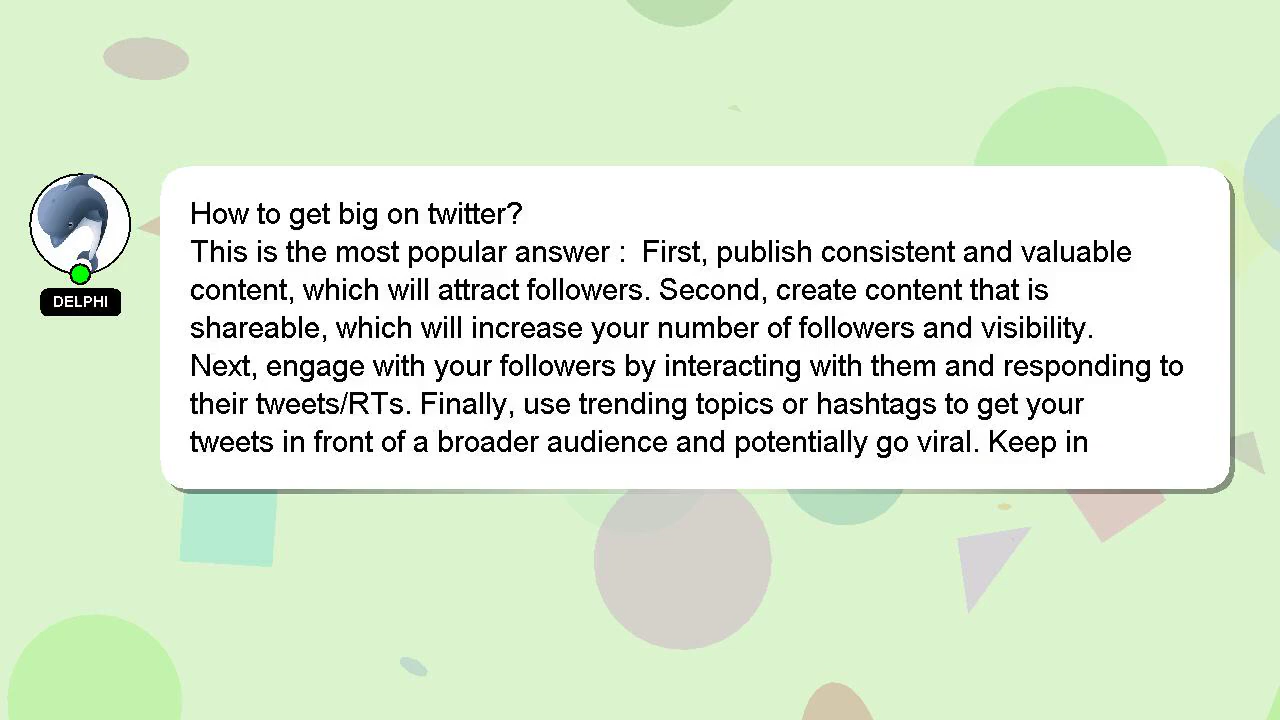 How to get big on twitter?
This is the most popular answer :  First, publish consistent and valuable
content, which will attract followers. Second, create content that is
shareable, which will increase your number of followers and visibility.
Next, engage with your followers by interacting with them and responding to
their tweets/RTs. Finally, use trending topics or hashtags to get your
tweets in front of a broader audience and potentially go viral. Keep in
DELPHI